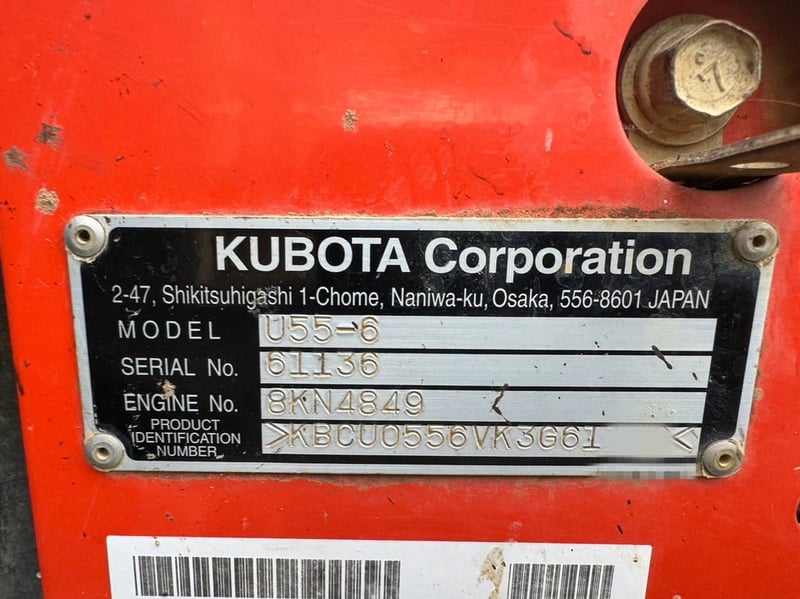 KUBOTA Corporation
2-47, Shikitsuhigashi 1-Chome, Naniwa-ku, Osaka, 556-8601 JAPAN
MODEL U55-6
SERIAL No. 61136
ENGINE No. 8KN4849
PRODUCT IDENTIFICATION NUMBER >KBCU0556VK3G61 <
7